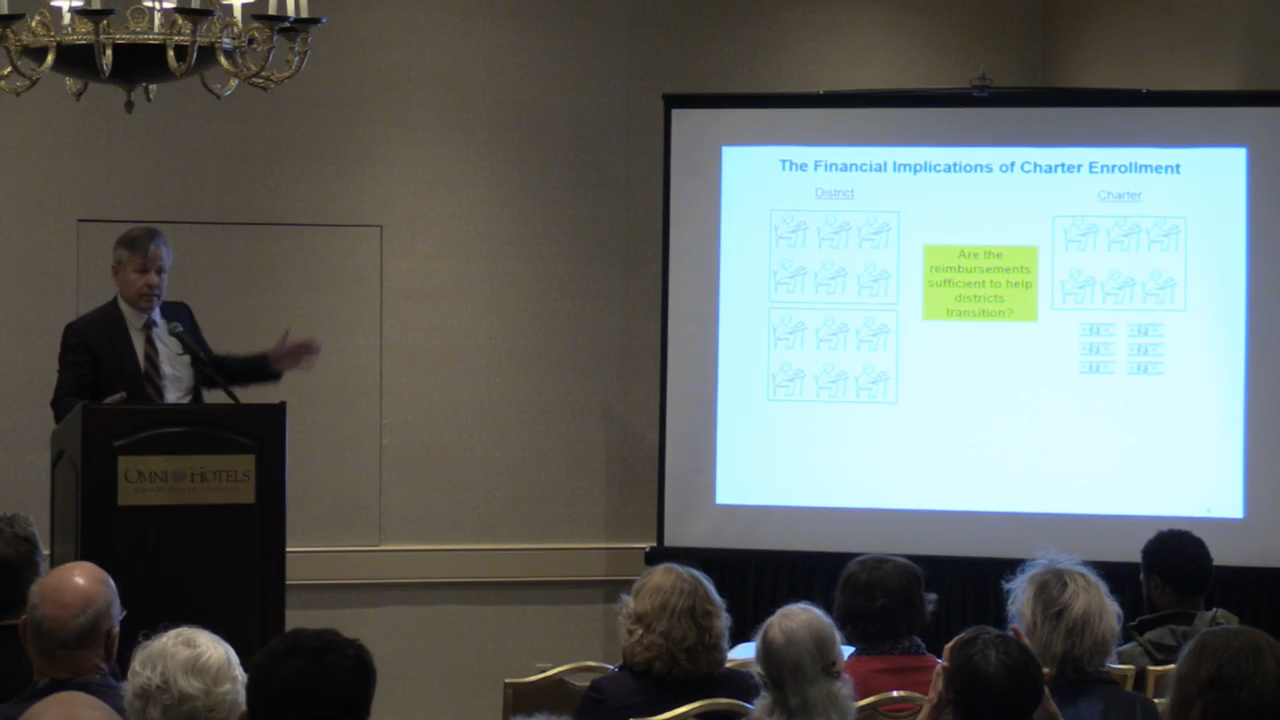 The Financial Implications of Charter Enrollment
District
Charter
Are the
reimbursements
sufficient to help
districts
transition?
OMNI HOTELS